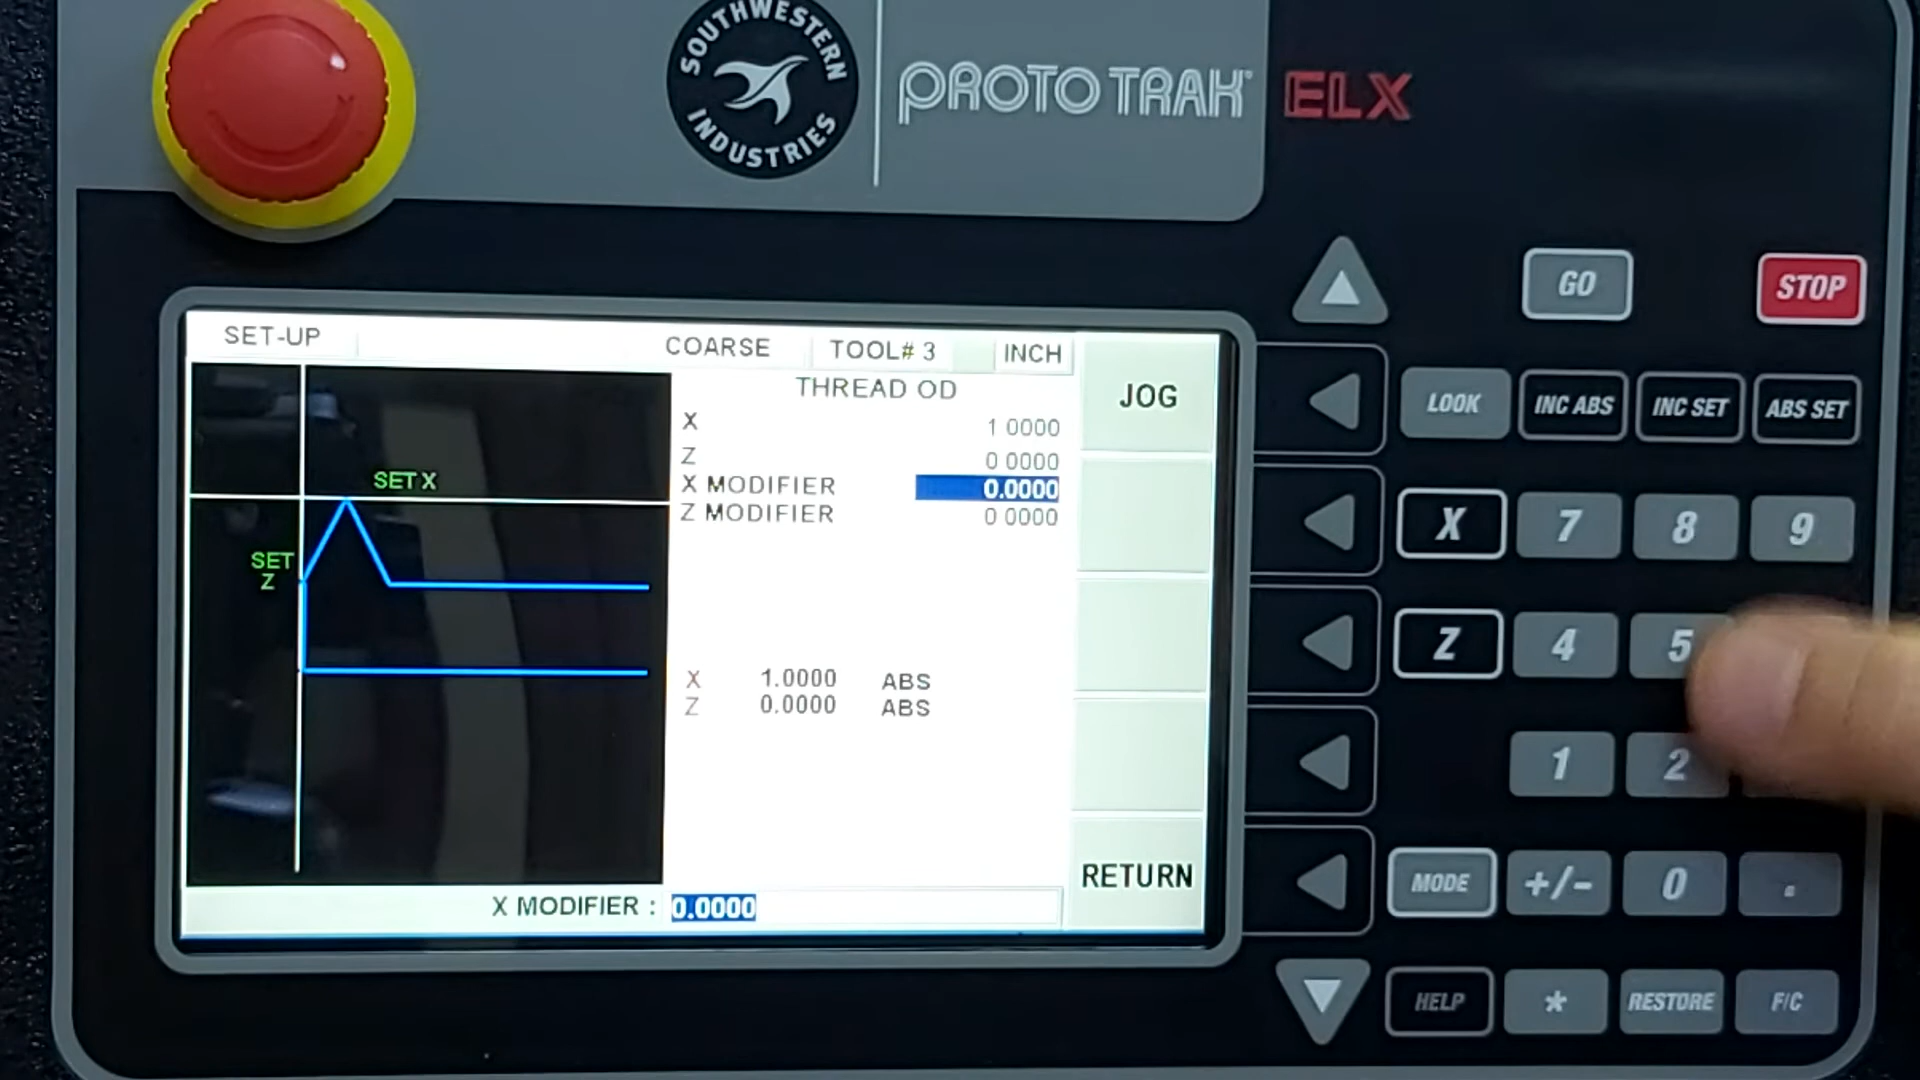 SOUTHWESTERN
INDUSTRIES
PROTOTRAK® ELX
GO
STOP
SET-UP COARSE TOOL# 3 INCH
THREAD OD
JOG
X 1 0000
Z 0 0000
X MODIFIER 0.0000
Z MODIFIER 0 0000
SET X
SET
Z
X 1.0000 ABS
Z 0.0000 ABS
X MODIFIER : 0.0000
RETURN
LOOK INC ABS INC SET ABS SET
X 7 8 9
Z 4 5
1 2
MODE +/- 0 .
HELP * RESTORE F/C